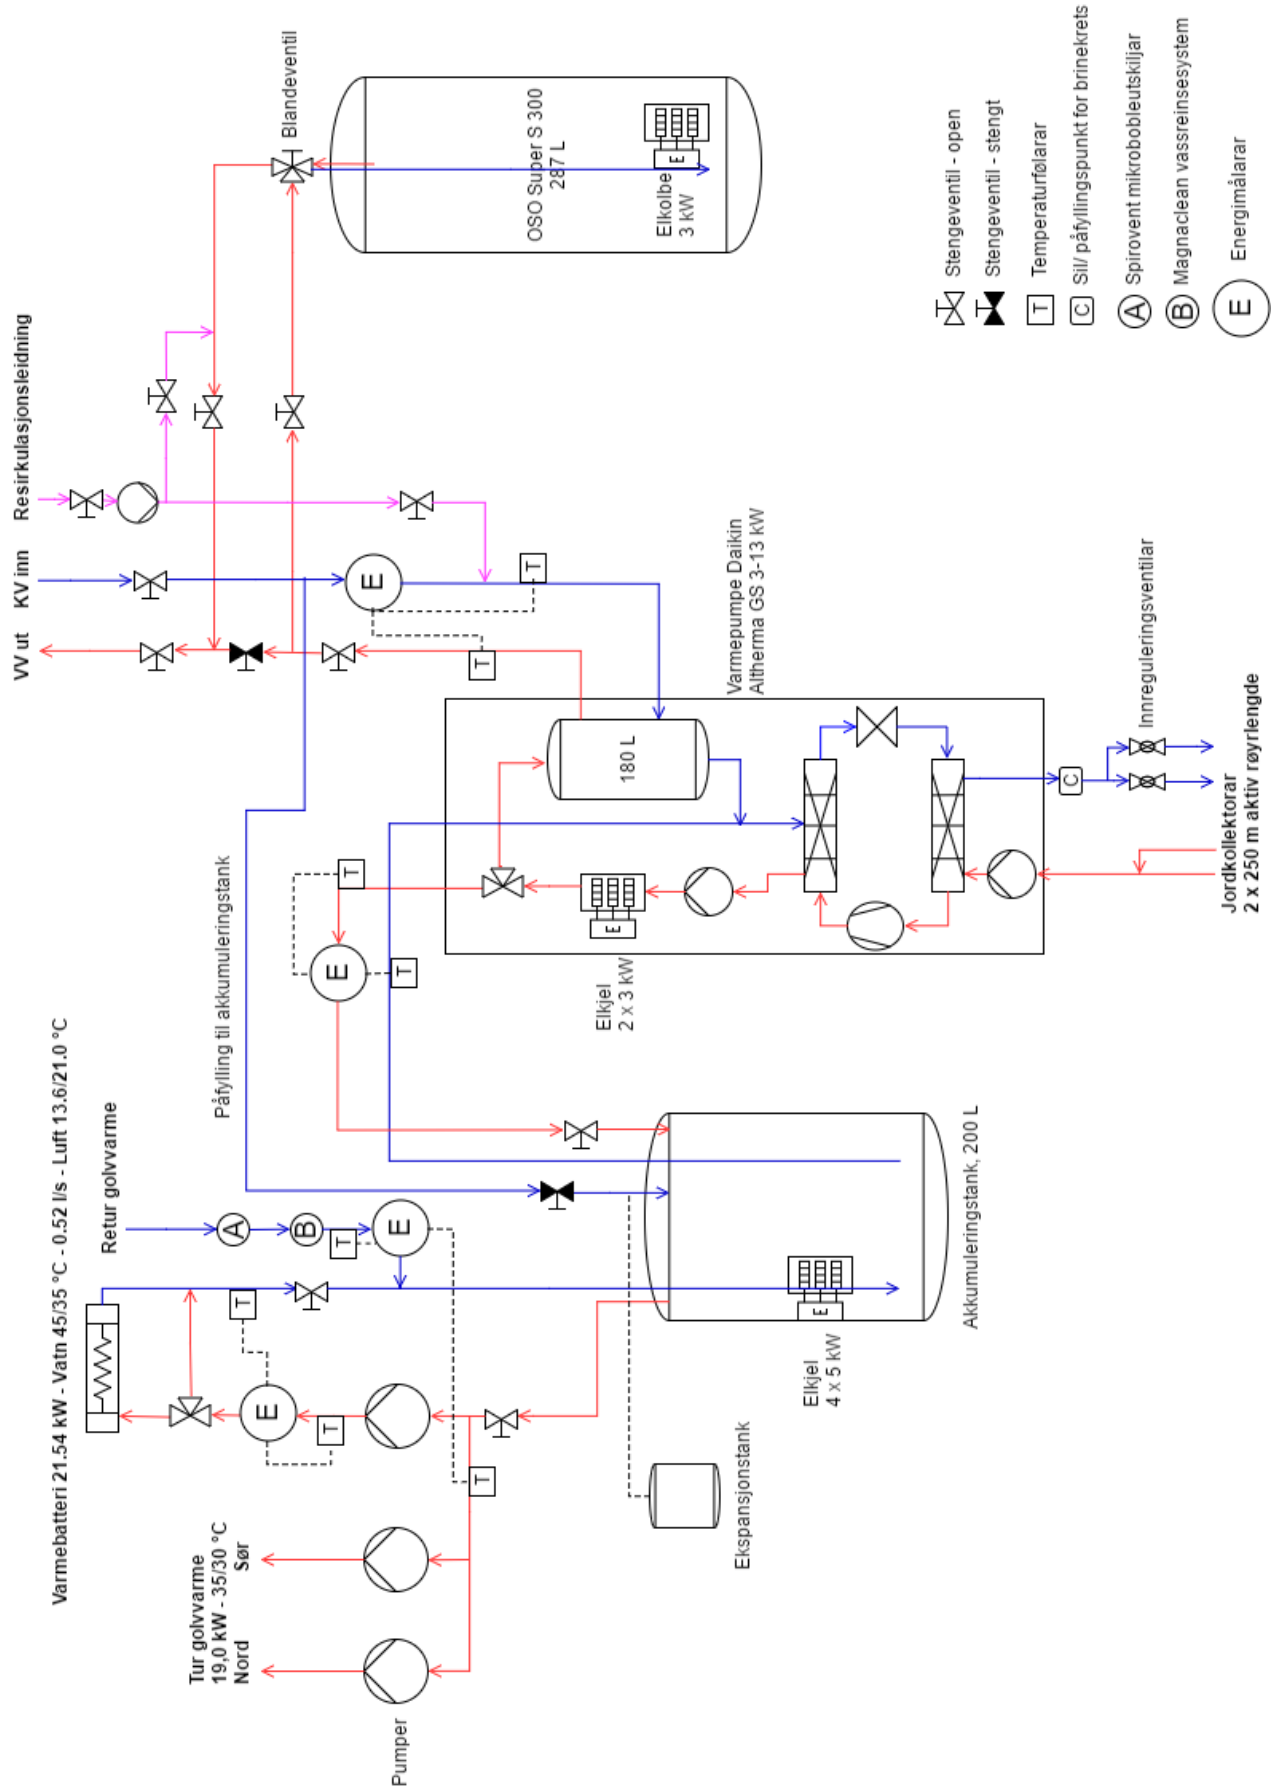 Varmebatteri 21.54 kW - Vatn 45/35 °C - 0.52 l/s - Luft 13.6/21.0 °C
Tur golvvarme
19,0 kW - 35/30 °C
Nord
Sør
Pumper
Retur golvvarme
A
B
E
T
E
T
T
T
Ekspansjonstank
Elkjel
4 x 5 kW
E
Akkumuleringstank, 200 L
Påfylling til akkumuleringstank
E
T
T
Elkjel
2 x 3 kW
E
180 L
Varmepumpe Daikin
Altherma GS 3-13 kW
C
Innreguleringsventilar
Jordkollektorar
2 x 250 m aktiv røyrlengde
VV ut
KV inn
Resirkulasjonsleidning
E
T
T
Blandeventil
OSO Super S 300
287 L
Elkolbe
3 kW
E
Stengeventil - open
Stengeventil - stengt
T Temperaturfølarar
C Sil/ påfyllingspunkt for brinekrets
A Spirovent mikrobobleutskiljar
B Magnaclean vassreinsesystem
E Energimålarar